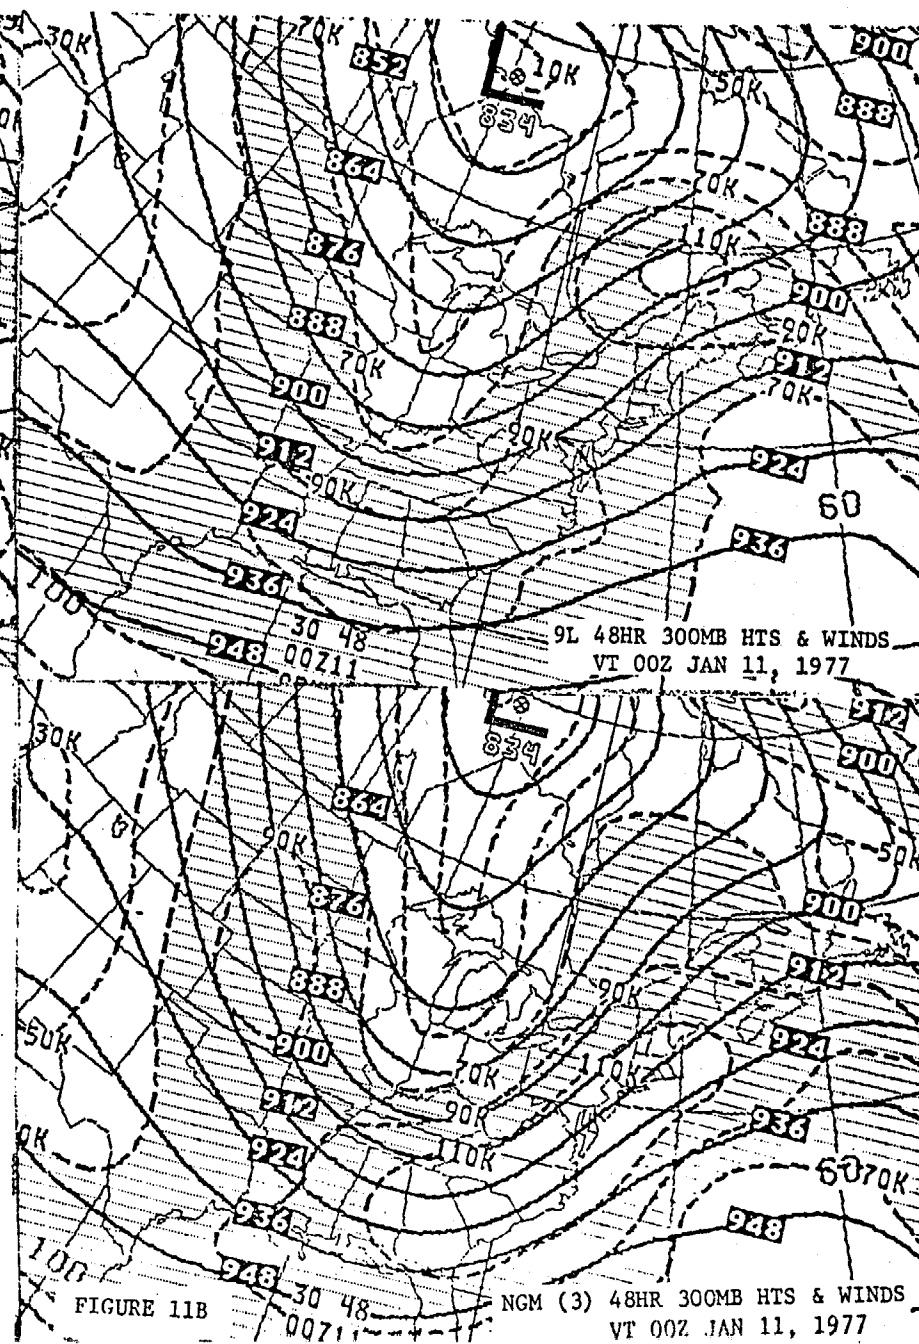 30K
70K
852
10K
834
50K
900
888
864
70K
876
110K
888
888
900
90K
70K
900
912
70K
90K
912
90K
924
924
60
936
936
100
948
30 48
00Z11
9L 48HR 300MB HTS & WINDS
VT 00Z JAN 11, 1977
30K
834
912
900
864
90K
50K
876
900
888
912
90K
50K
900
924
70K
110K
912
90K
936
924
110K
60
70K
936
948
100
948
30 48
00Z11
FIGURE 11B
NGM (3) 48HR 300MB HTS & WINDS
VT 00Z JAN 11, 1977